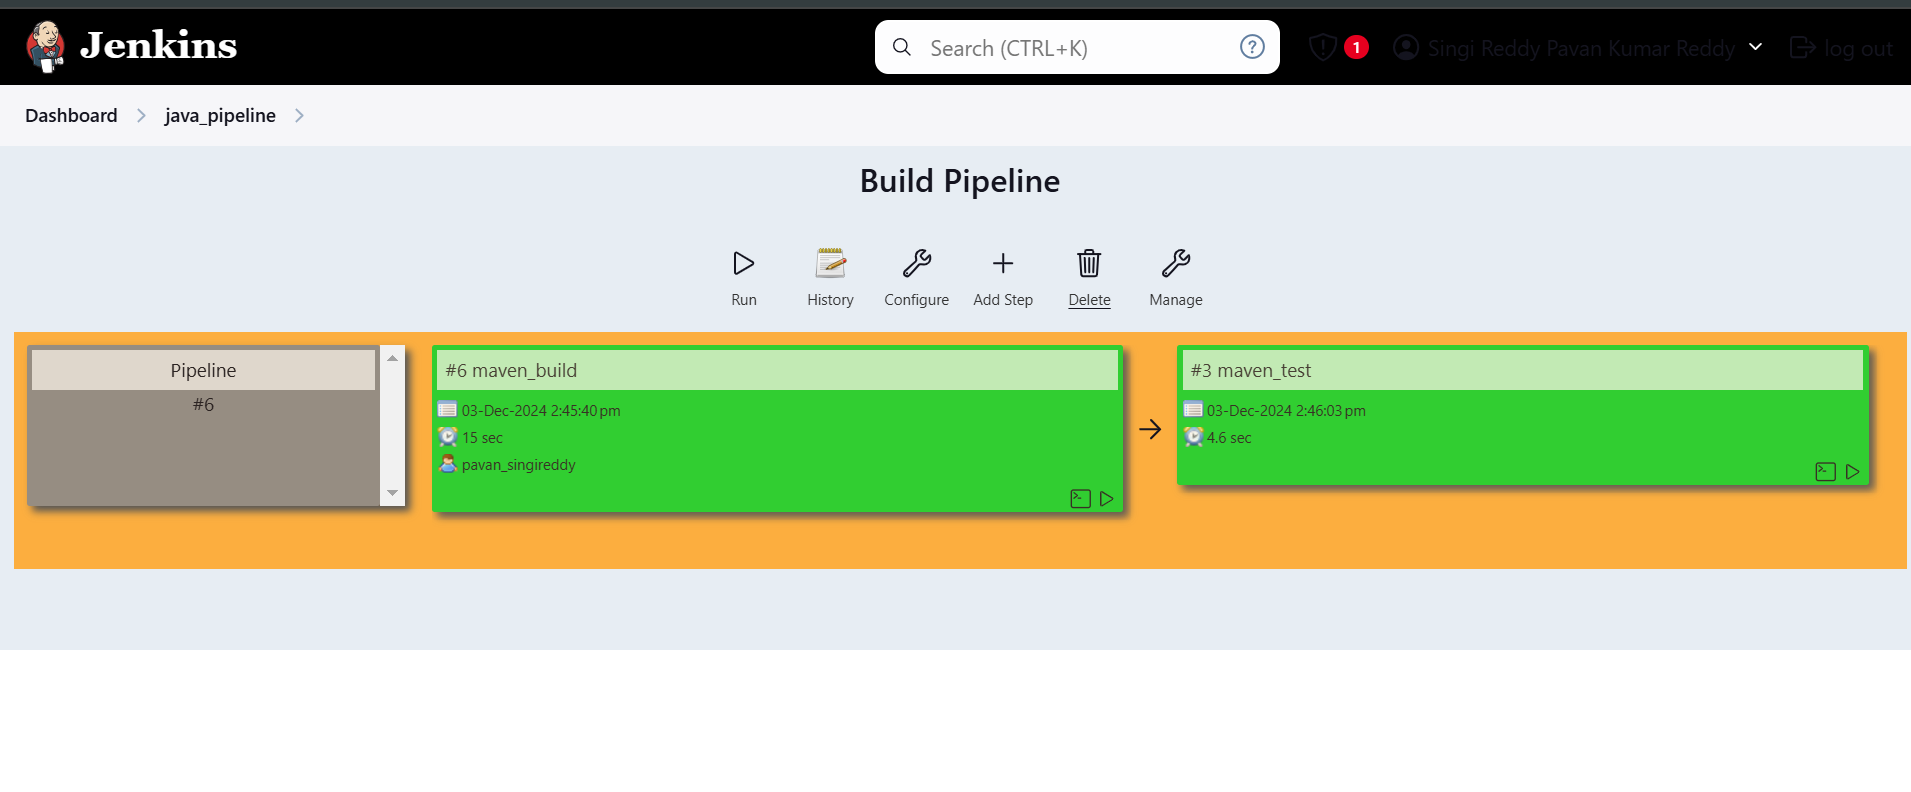 Jenkins
Search (CTRL+K)
?
1
Singi Reddy Pavan Kumar Reddy
log out
Dashboard
java_pipeline
Build Pipeline
Run
History
Configure
Add Step
Delete
Manage
Pipeline
#6
#6 maven_build
03-Dec-2024 2:45:40 pm
15 sec
pavan_singireddy
#3 maven_test
03-Dec-2024 2:46:03 pm
4.6 sec